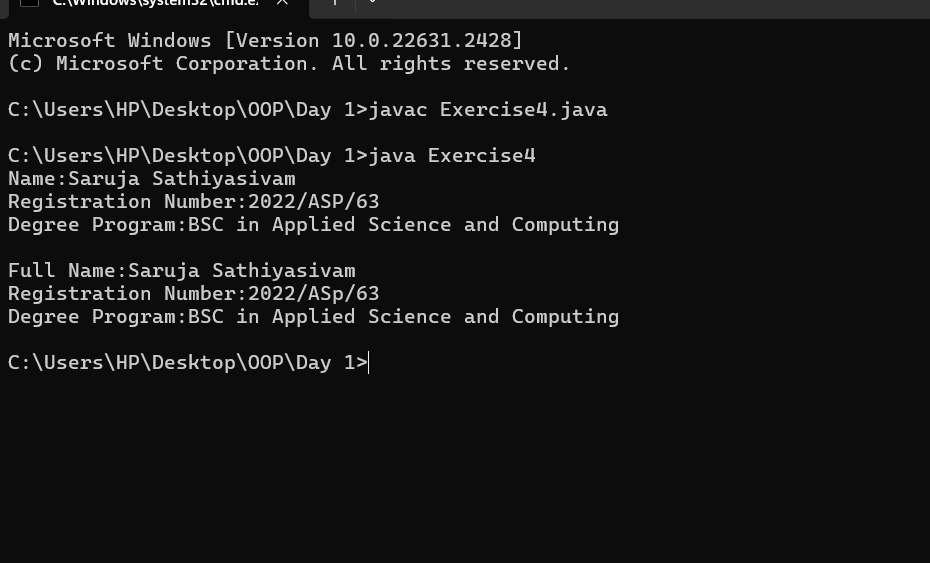 C:\Windows\system32\cmd.e
Microsoft Windows [Version 10.0.22631.2428]
(c) Microsoft Corporation. All rights reserved.
C:\Users\HP\Desktop\OOP\Day 1>javac Exercise4.java
C:\Users\HP\Desktop\OOP\Day 1>java Exercise4
Name:Saruja Sathiyasivam
Registration Number:2022/ASP/63
Degree Program:BSC in Applied Science and Computing
Full Name:Saruja Sathiyasivam
Registration Number:2022/ASp/63
Degree Program:BSC in Applied Science and Computing
C:\Users\HP\Desktop\OOP\Day 1>